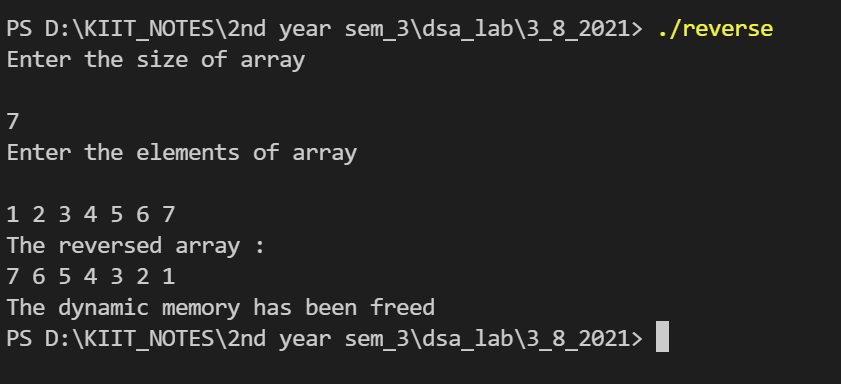 PS D:\KIIT_NOTES\2nd year sem_3\dsa_lab\3_8_2021> ./reverse
Enter the size of array
7
Enter the elements of array
1 2 3 4 5 6 7
The reversed array :
7 6 5 4 3 2 1
The dynamic memory has been freed
PS D:\KIIT_NOTES\2nd year sem_3\dsa_lab\3_8_2021>